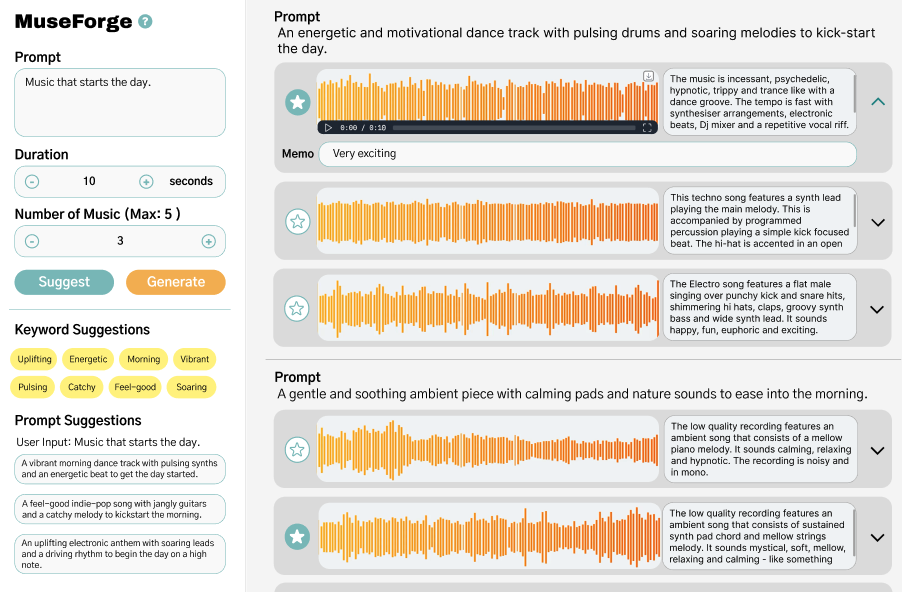 MuseForge ?
Prompt
Music that starts the day.
Duration
10
seconds
Number of Music (Max: 5 )
3
Suggest
Generate
Keyword Suggestions
Uplifting
Energetic
Morning
Vibrant
Pulsing
Catchy
Feel-good
Soaring
Prompt Suggestions
User Input: Music that starts the day.
A vibrant morning dance track with pulsing synths
and an energetic beat to get the day started.
A feel-good indie-pop song with jangly guitars
and a catchy melody to kickstart the morning.
An uplifting electronic anthem with soaring leads
and a driving rhythm to begin the day on a high
note.
Prompt
An energetic and motivational dance track with pulsing drums and soaring melodies to kick-start
the day.
0:00 / 0:10
The music is incessant, psychedelic,
hypnotic, trippy and trance like with a
dance groove. The tempo is fast with
synthesiser arrangements, electronic
beats, Dj mixer and a repetitive vocal riff.
Memo
Very exciting
This techno song features a synth lead
playing the main melody. This is
accompanied by programmed
percussion playing a simple kick focused
beat. The hi-hat is accented in an open
The Electro song features a flat male
singing over punchy kick and snare hits,
shimmering hi hats, claps, groovy synth
bass and wide synth lead. It sounds
happy, fun, euphoric and exciting.
Prompt
A gentle and soothing ambient piece with calming pads and nature sounds to ease into the morning.
The low quality recording features an
ambient song that consists of a mellow
piano melody. It sounds calming, relaxing
and hypnotic. The recording is noisy and
in mono.
The low quality recording features an
ambient song that consists of sustained
synth pad chord and mellow strings
melody. It sounds mystical, soft, mellow,
relaxing and calming - like something